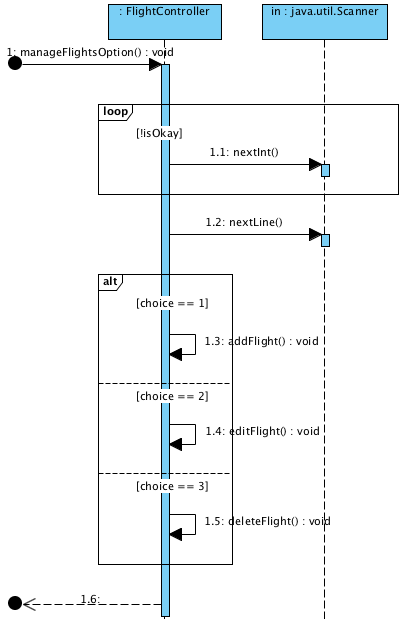 : FlightController
in : java.util.Scanner
1: manageFlightsOption() : void
loop
[!isOkay]
1.1: nextInt()
1.2: nextLine()
alt
[choice == 1]
1.3: addFlight() : void
[choice == 2]
1.4: editFlight() : void
[choice == 3]
1.5: deleteFlight() : void
1.6: